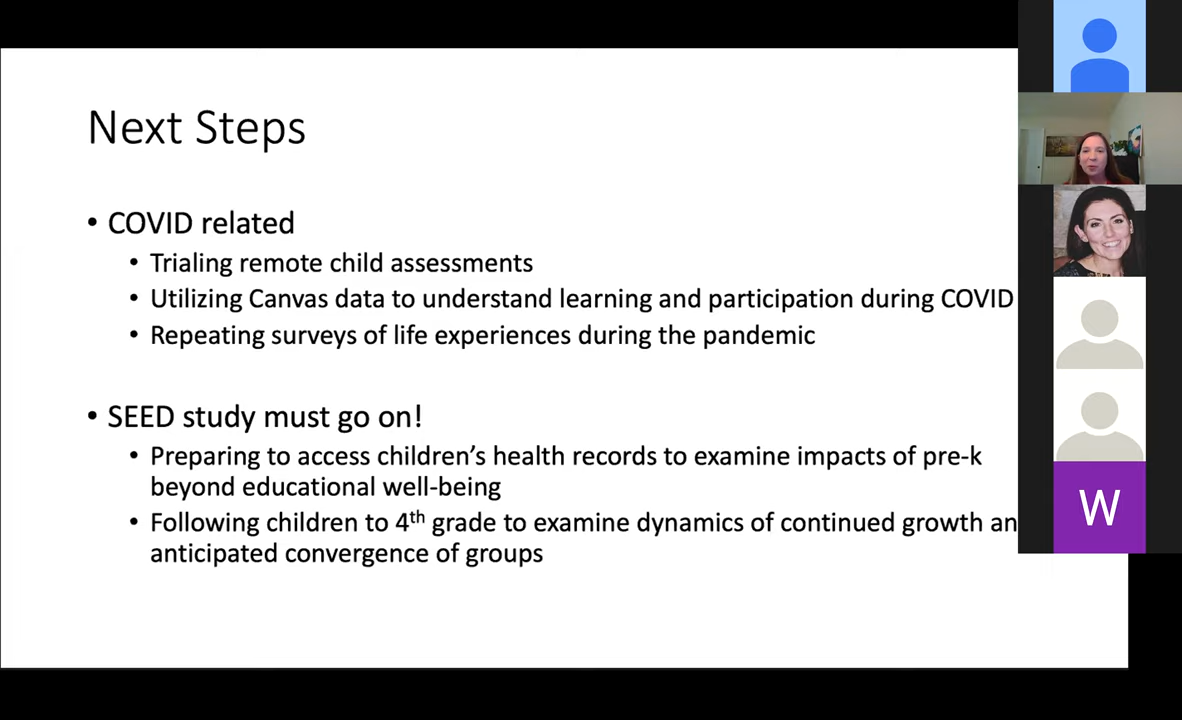 Next Steps
• COVID related
• Trialing remote child assessments
• Utilizing Canvas data to understand learning and participation during COVID
• Repeating surveys of life experiences during the pandemic
• SEED study must go on!
• Preparing to access children's health records to examine impacts of pre-k
beyond educational well-being
• Following children to 4th grade to examine dynamics of continued growth an
anticipated convergence of groups
W